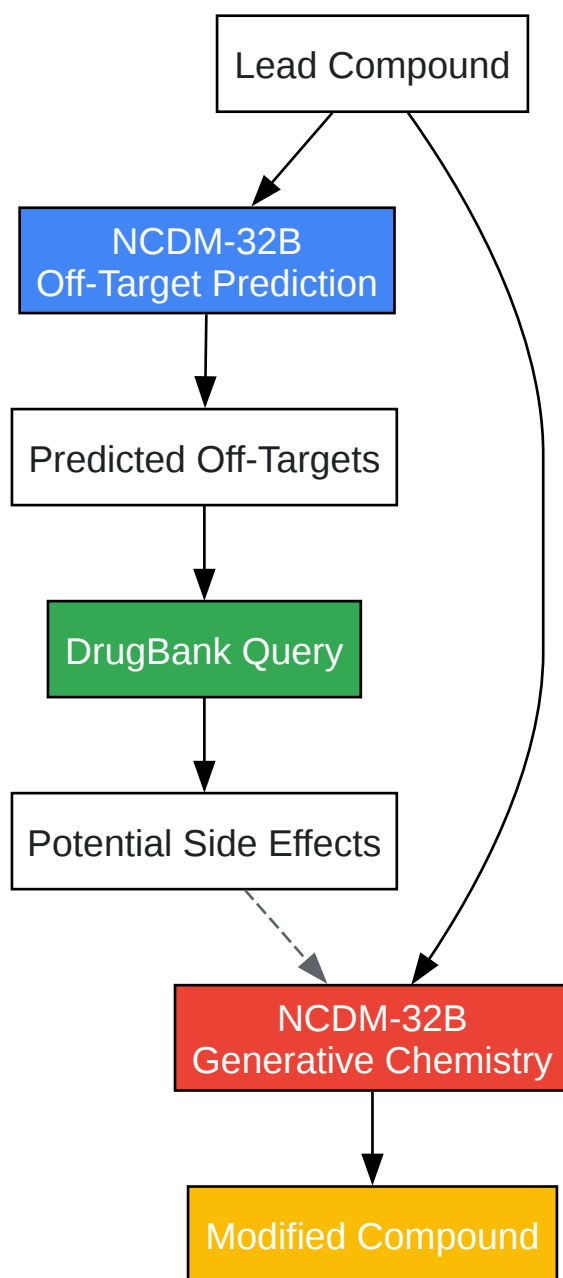 Lead Compound
NCDM-32B
Off-Target Prediction
Predicted Off-Targets
DrugBank Query
Potential Side Effects
NCDM-32B
Generative Chemistry
Modified Compound